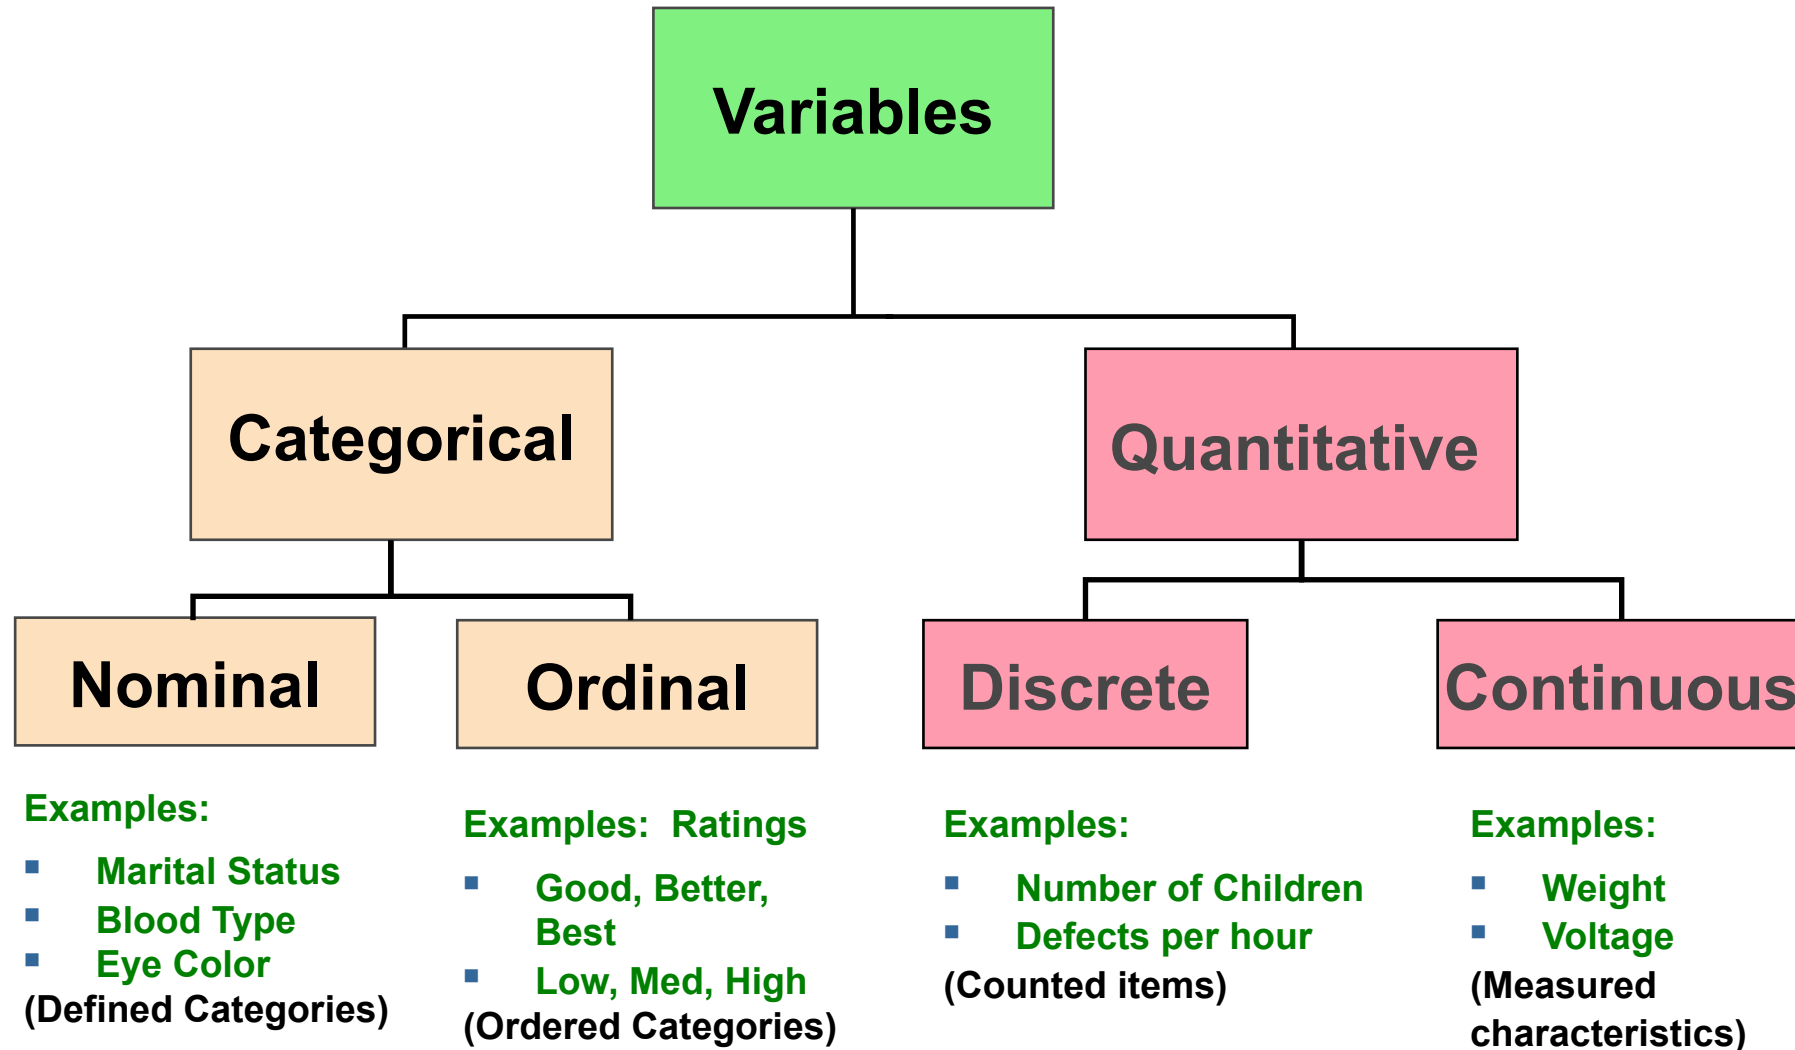 Variables
Categorical
Quantitative
Nominal
Ordinal
Discrete
Continuous
Examples:
▪ Marital Status
▪ Blood Type
▪ Eye Color
(Defined Categories)
Examples:  Ratings
▪ Good, Better,
Best
▪ Low, Med, High
(Ordered Categories)
Examples:
▪ Number of Children
▪ Defects per hour
(Counted items)
Examples:
▪ Weight
▪ Voltage
(Measured
characteristics)